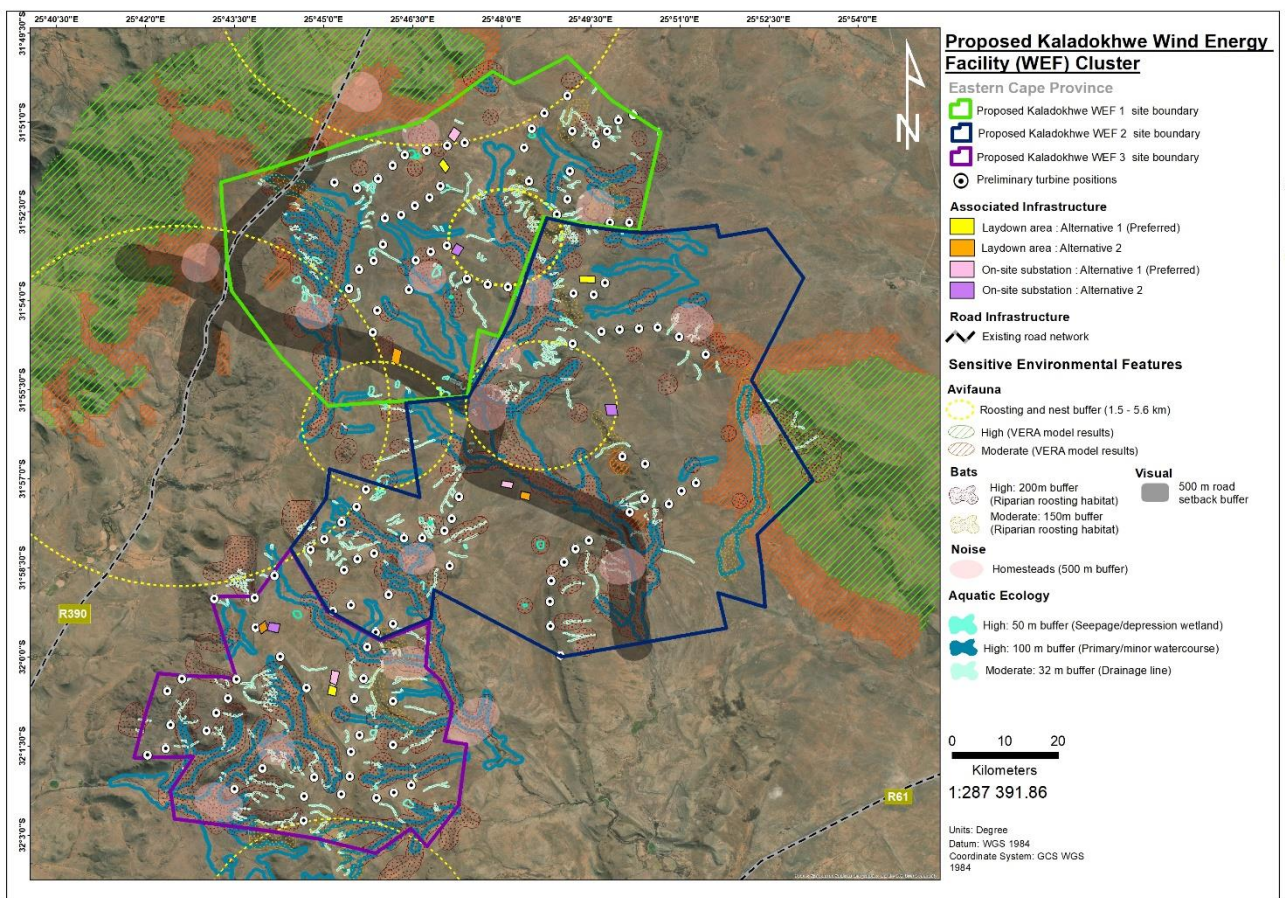 25°40'30"S
25°42'0"S
25°43'30"S
25°45'0"S
25°46'30"S
25°48'0"S
25°49'30"S
25°51'0"S
25°52'30"S
25°54'0"S
31°49'30"S
31°51'0"S
31°52'30"S
31°54'0"S
31°55'30"S
31°57'0"S
31°58'30"S
32°0'0"S
32°1'30"S
32°3'0"S
N
R390
R61
Proposed Kaladokhwe Wind Energy
Facility (WEF) Cluster
Eastern Cape Province
Proposed Kaladokhwe WEF 1 site boundary
Proposed Kaladokhwe WEF 2 site boundary
Proposed Kaladokhwe WEF 3 site boundary
Preliminary turbine positions
Associated Infrastructure
Laydown area : Alternative 1 (Preferred)
Laydown area : Alternative 2
On-site substation : Alternative 1 (Preferred)
On-site substation : Alternative 2
Road Infrastructure
Existing road network
Sensitive Environmental Features
Avifauna
Roosting and nest buffer (1.5 - 5.6 km)
High (VERA model results)
Moderate (VERA model results)
Bats
High: 200m buffer
(Riparian roosting habitat)
Moderate: 150m buffer
(Riparian roosting habitat)
Visual
500 m road
setback buffer
Noise
Homesteads (500 m buffer)
Aquatic Ecology
High: 50 m buffer (Seepage/depression wetland)
High: 100 m buffer (Primary/minor watercourse)
Moderate: 32 m buffer (Drainage line)
0 10 20
Kilometers
1:287 391.86
Units: Degree
Datum: WGS 1984
Coordinate System: GCS WGS
1984